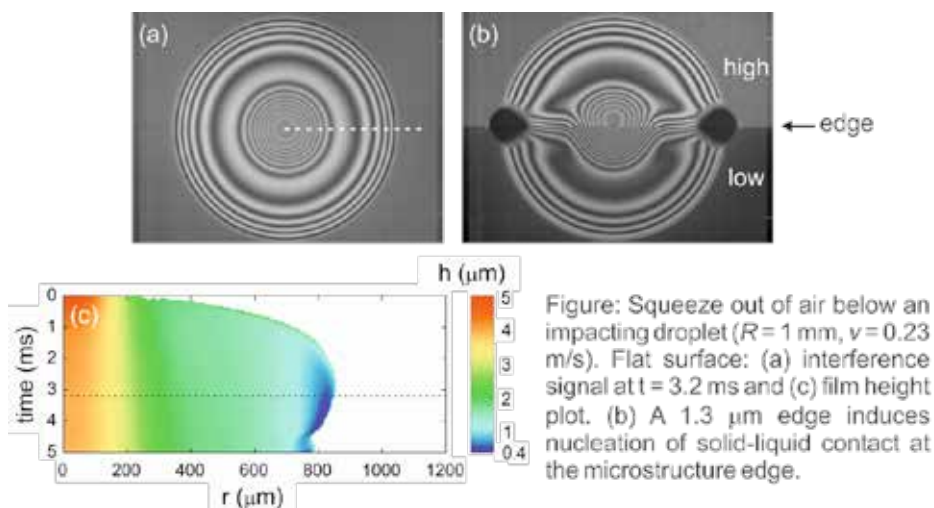 (a)
(b)
high
edge
low
h (μm)
(c)
0
1
2
3
4
5
time (ms)
5
4
3
2
1
0.4
0 200 400 600 800 1000 1200
r (μm)
Figure: Squeeze out of air below an
impacting droplet (R = 1 mm, v = 0.23
m/s). Flat surface: (a) interference
signal at t = 3.2 ms and (c) film height
plot. (b) A 1.3 μm edge induces
nucleation of solid-liquid contact at
the microstructure edge.